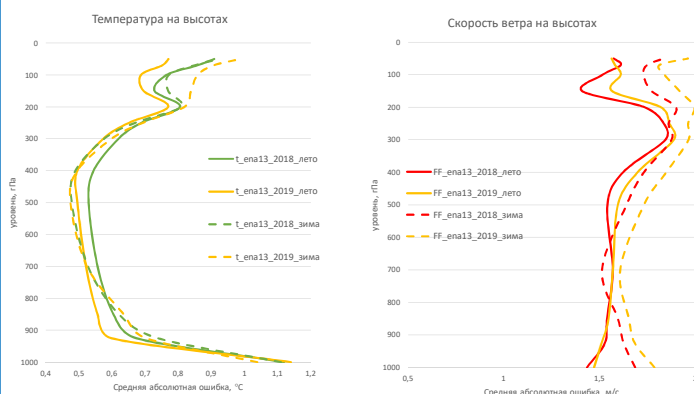 Температура на высотах
0
100
200
300
400
500
600
700
800
900
1000
уровень, гПа
0,4 0,5 0,6 0,7 0,8 0,9 1 1,1 1,2
Средняя абсолютная ошибка, °С
t_ena13_2018_лето
t_ena13_2019_лето
t_ena13_2018_зима
t_ena13_2019_зима
Скорость ветра на высотах
0
100
200
300
400
500
600
700
800
900
1000
уровень, гПа
0,5 1 1,5
Средняя абсолютная ошибка, м/с
FF_ena13_2018_лето
FF_ena13_2019_лето
FF_ena13_2018_зима
FF_ena13_2019_зима